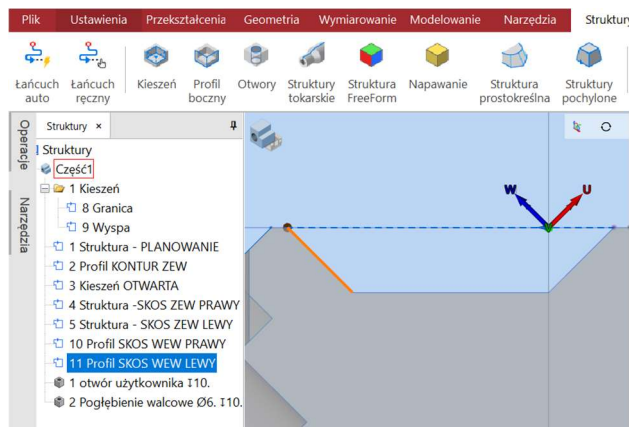 Plik Ustawienia Przekształcenia Geometria Wymiarowanie Modelowanie Narzędzia Struktury
Łańcuch auto
Łańcuch ręczny
Kieszeń
Profil boczny
Otwory
Struktury tokarskie
Struktura FreeForm
Napawanie
Struktura prostokreślna
Struktury pochylone
Operacje
Narzędzia
Struktury ×
Struktury
Część1
1 Kieszeń
8 Granica
9 Wyspa
1 Struktura - PLANOWANIE
2 Profil KONTUR ZEW
3 Kieszeń OTWARTA
4 Struktura -SKOS ZEW PRAWY
5 Struktura - SKOS ZEW LEWY
10 Profil SKOS WEW PRAWY
11 Profil SKOS WEW LEWY
1 otwór użytkownika ↧10.
2 Pogłębienie walcowe Ø6. ↧10.
W U